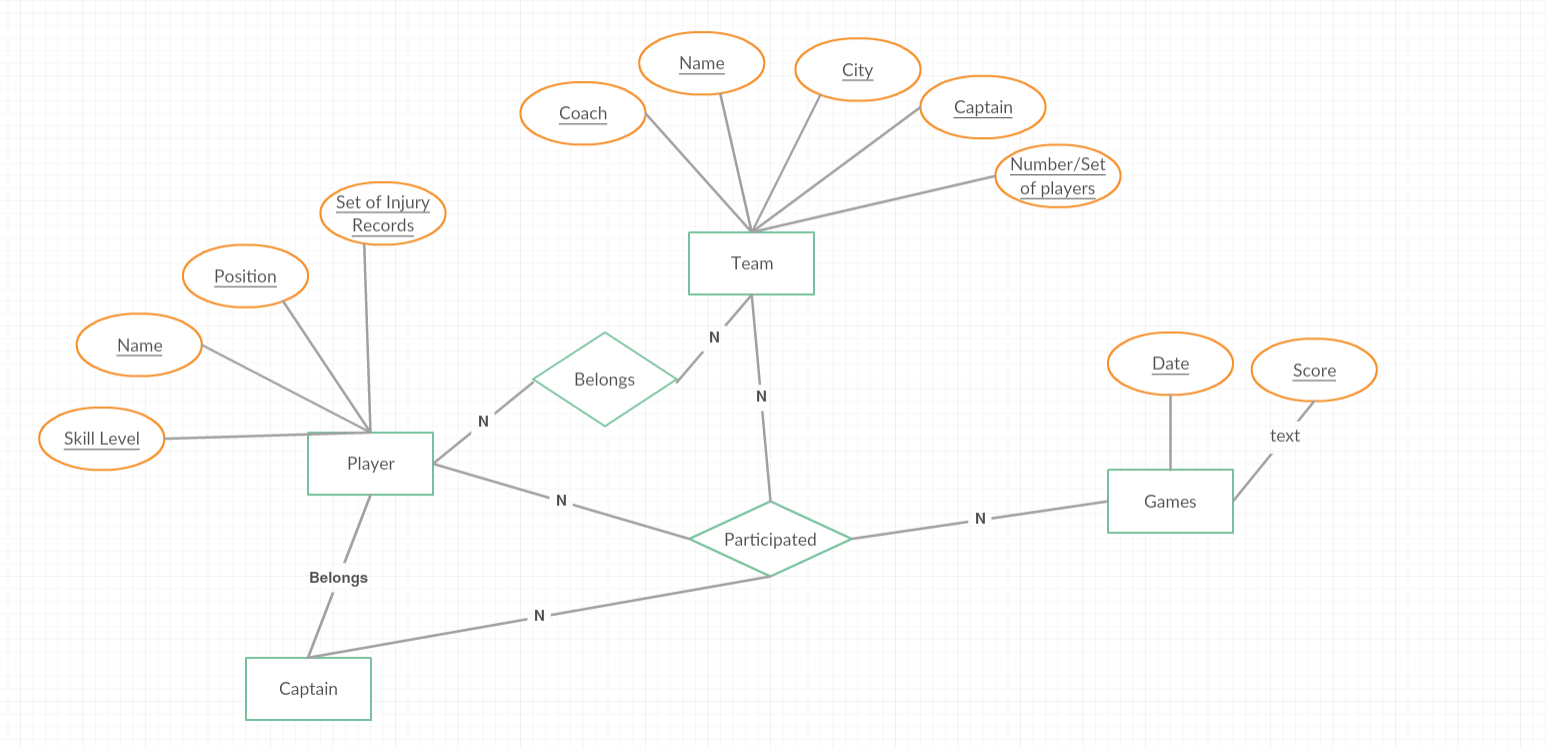 Name
City
Coach
Captain
Number/Set
of players
Set of Injury
Records
Team
Position
N
Name
Belongs
Date
Score
N
N
Skill Level
text
Player
N
Games
N
Participated
Belongs
N
Captain